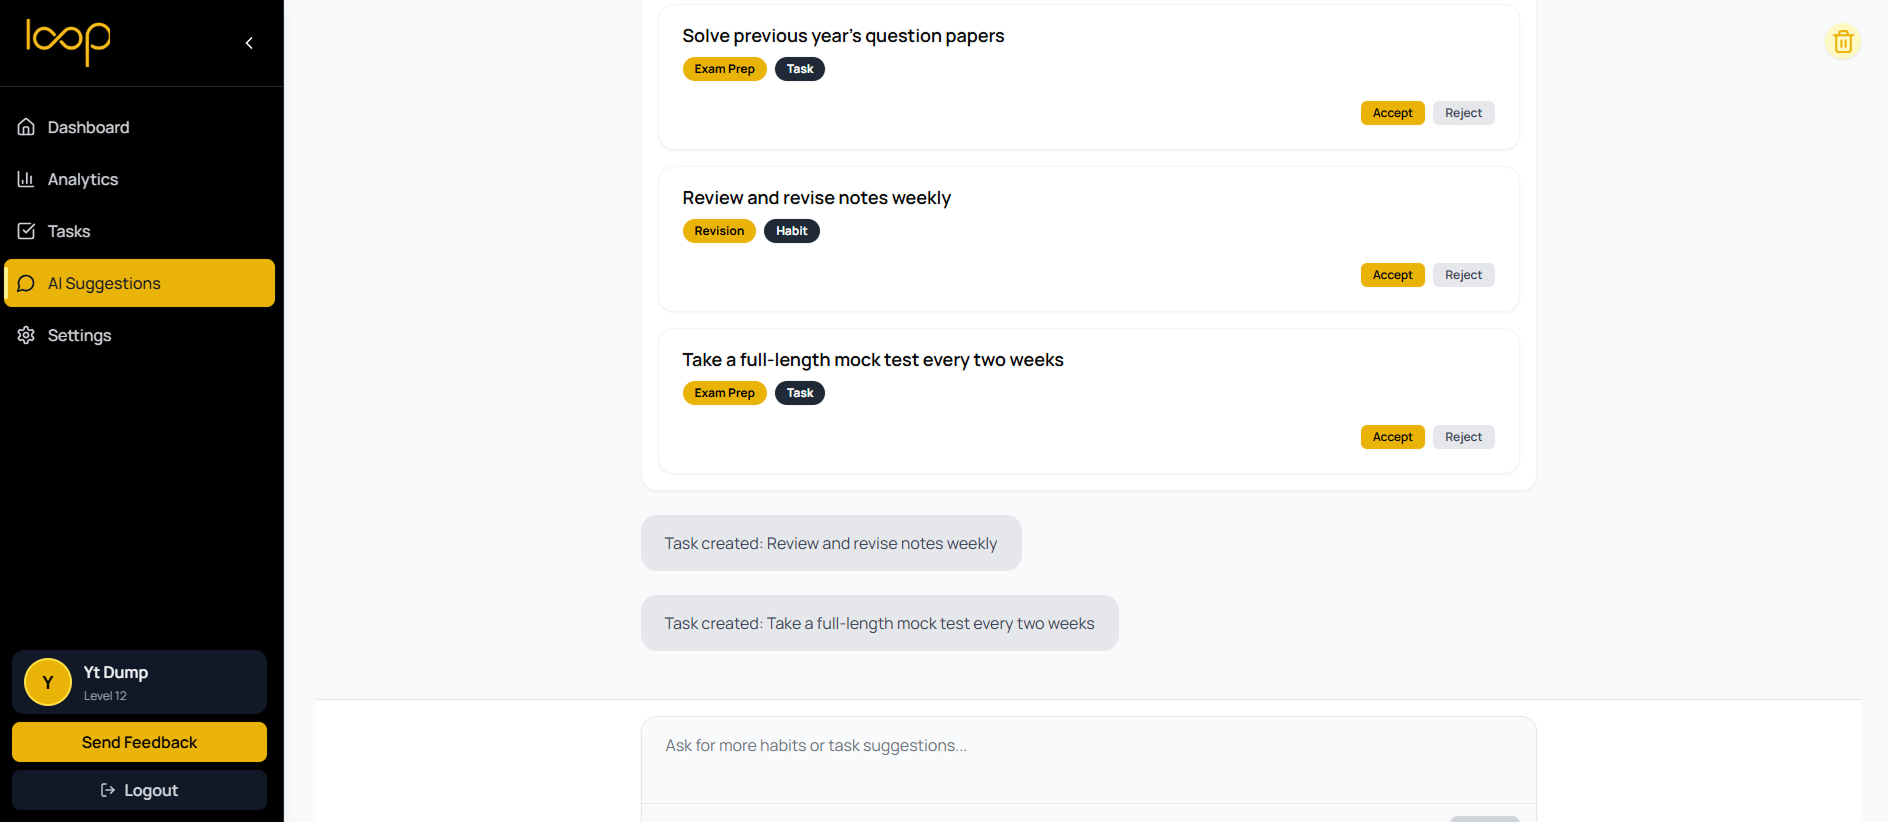 loop
Dashboard
Analytics
Tasks
AI Suggestions
Settings
Y
Yt Dump
Level 12
Send Feedback
Logout
Solve previous year's question papers
Exam Prep Task
Accept Reject
Review and revise notes weekly
Revision Habit
Accept Reject
Take a full-length mock test every two weeks
Exam Prep Task
Accept Reject
Task created: Review and revise notes weekly
Task created: Take a full-length mock test every two weeks
Ask for more habits or task suggestions...